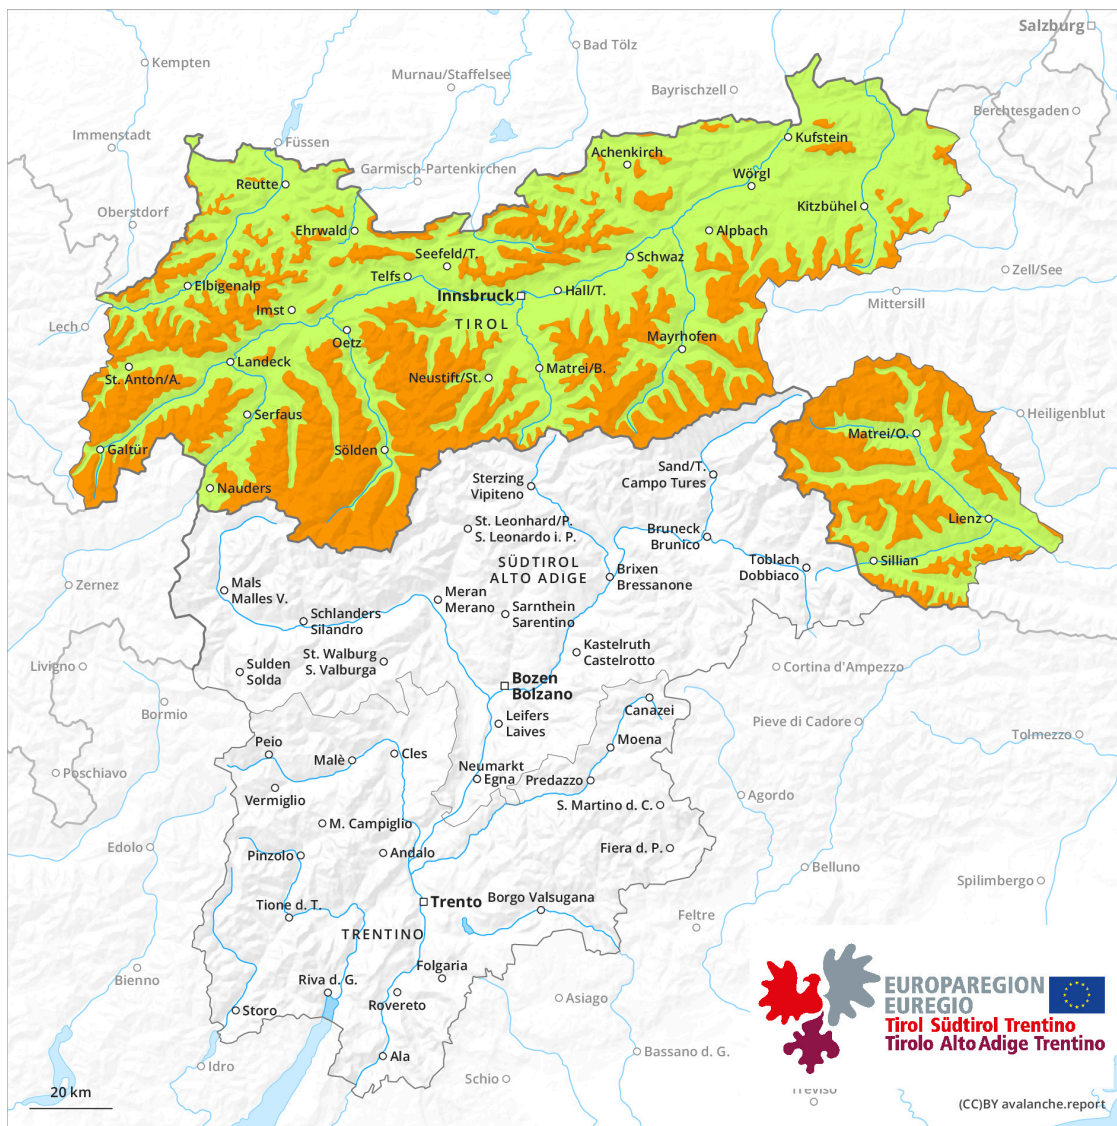 Salzburg
Bad Tölz
Kempten
Murnau/Staffelsee
Bayrischzell
Berchtesgaden
Immenstadt
Füssen
Kufstein
Achenkirch
Garmisch-Partenkirchen
Wörgl
Reutte
Kitzbühel
Oberstdorf
Ehrwald
Alpbach
Seefeld/T.
Schwaz
Zell/See
Telfs
Elbigenalp
Hall/T.
Innsbruck
Mittersill
Imst
TIROL
Lech
Oetz
Mayrhofen
Landeck
Matrei/B.
St. Anton/A.
Neustift/St.
Serfaus
Heiligenblut
Matrei/O.
Galtür
Sölden
Sand/T.
Campo Tures
Sterzing
Vipiteno
Nauders
Lienz
St. Leonhard/P.
S. Leonardo i. P.
Bruneck
Brunico
SÜDTIROL
ALTO ADIGE
Toblach
Dobbiaco
Sillian
Brixen
Bressanone
Zernez
Mals
Malles V.
Meran
Merano
Sarnthein
Sarentino
Schlanders
Silandro
Kastelruth
Castelrotto
St. Walburg
S. Valburga
Livigno
Sulden
Solda
Cortina d'Ampezzo
Bozen
Bolzano
Canazei
Bormio
Leifers
Laives
Pieve di Cadore
Tolmezzo
Peio
Moena
Malè
Cles
Neumarkt
Egna
Poschiavo
Predazzo
Vermiglio
Agordo
S. Martino d. C.
M. Campiglio
Edolo
Pinzolo
Andalo
Fiera d. P.
Belluno
Spilimbergo
Trento
Borgo Valsugana
Tione d. T.
Feltre
TRENTINO
Folgaria
Bienno
Riva d. G.
Rovereto
Asiago
Storo
EUROPAREGION
EUREGIO
Tirol Südtirol Trentino
Tirolo Alto Adige Trentino
Ala
Bassano d. G.
Idro
Schio
Treviso
20 km
(CC)BY avalanche.report